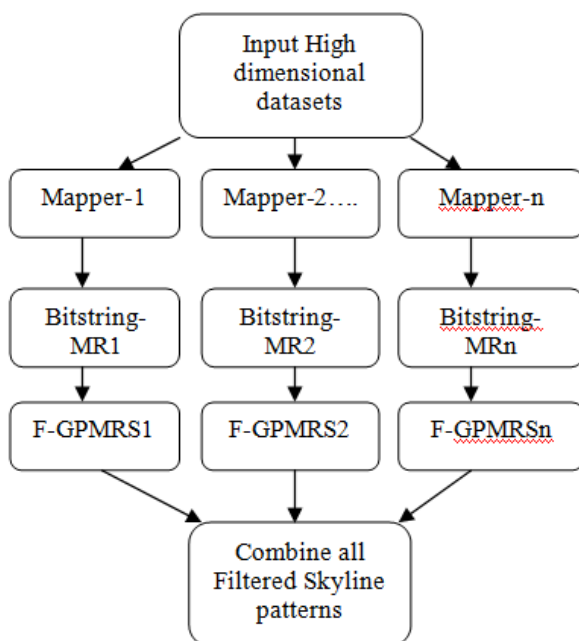 Input High
dimensional
datasets
Mapper-1
Mapper-2....
Mapper-n
Bitstring-
MR1
Bitstring-
MR2
Bitstring-
MRn
F-GPMRS1
F-GPMRS2
F-GPMRSn
Combine all
Filtered Skyline
patterns